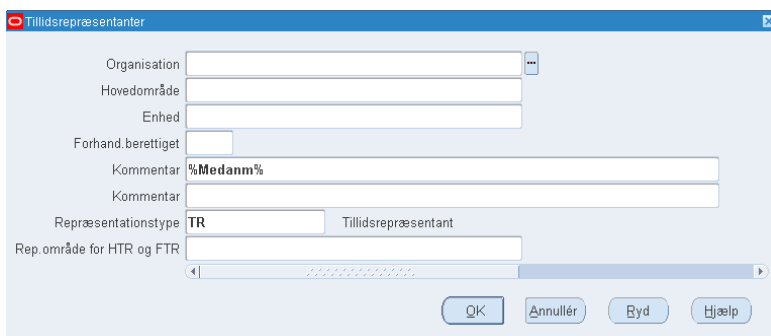 Tillidsrepræsentanter
Organisation
Hovedområde
Enhed
Forhand.berettiget
Kommentar %Medanm%
Kommentar
Repræsentationstype TR Tillidsrepræsentant
Rep.område for HTR og FTR
OK Annullér Ryd Hjælp